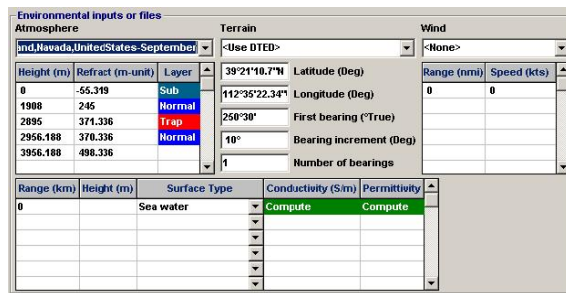 Environmental inputs or files
Atmosphere Terrain Wind
nd,Navada,UnitedStates-September <Use DTED> <None>
Height (m) Refract (m-unit) Layer
0 -55.319 Sub
1908 245 Normal
2895 371.336 Trap
2956.188 370.336 Normal
3956.188 498.336
39°21'10.7"N Latitude (Deg)
112°35'22.34" Longitude (Deg)
250°30' First bearing (°True)
10° Bearing increment (Deg)
1 Number of bearings
Range (nmi) Speed (kts)
0 0
Range (km) Height (m) Surface Type Conductivity (S/m) Permittivity
0 Sea water Compute Compute